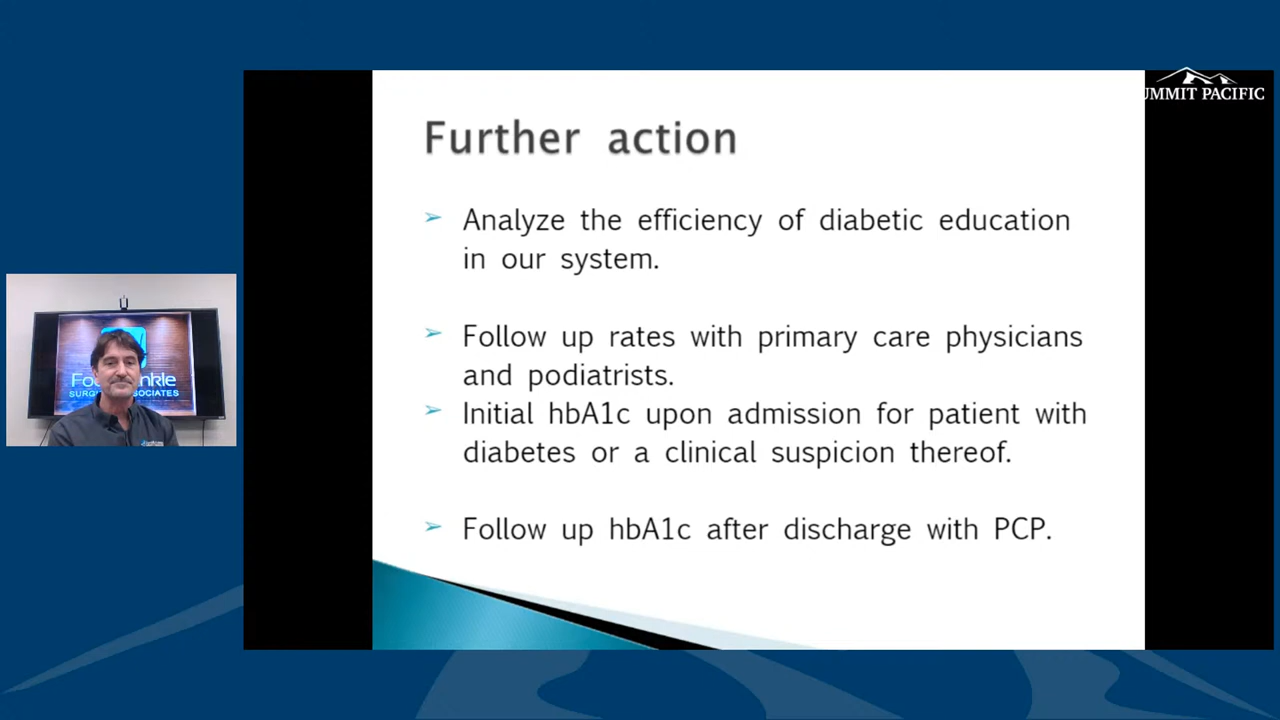 UMMIT PACIFIC
Further action
➢ Analyze the efficiency of diabetic education
in our system.
➢ Follow up rates with primary care physicians
and podiatrists.
➢ Initial hbA1c upon admission for patient with
diabetes or a clinical suspicion thereof.
➢ Follow up hbA1c after discharge with PCP.